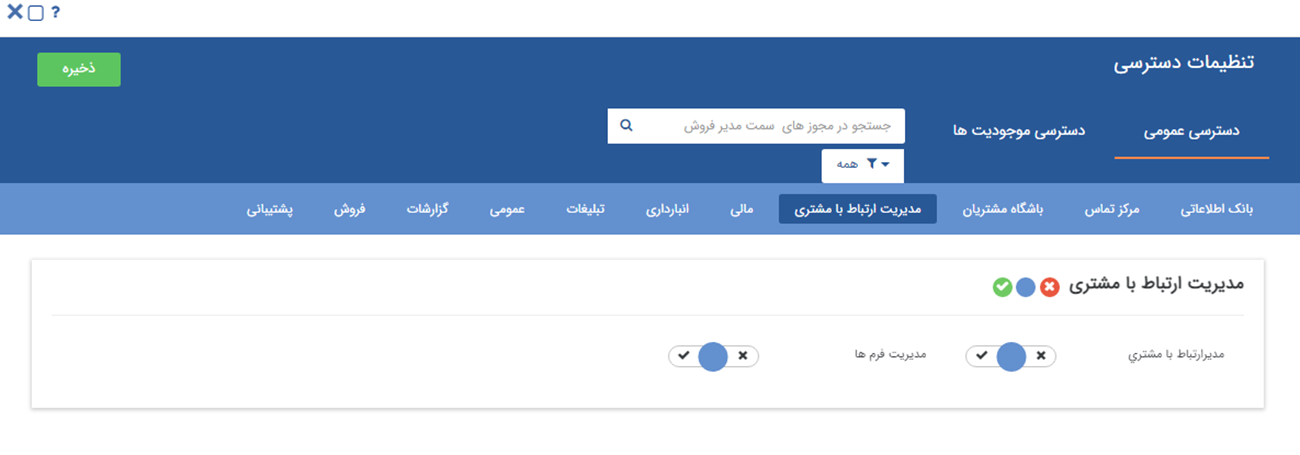 ?
تنظیمات دسترسی
ذخیره
دسترسی عمومی
دسترسی موجودیت ها
جستجو در مجوز های سمت مدیر فروش
همه
بانک اطلاعاتی
مرکز تماس
باشگاه مشتریان
مدیریت ارتباط با مشتری
مالی
انبارداری
تبلیغات
عمومی
گزارشات
فروش
پشتیبانی
مدیریت ارتباط با مشتری
مدیرارتباط با مشتري
مدیریت فرم ها